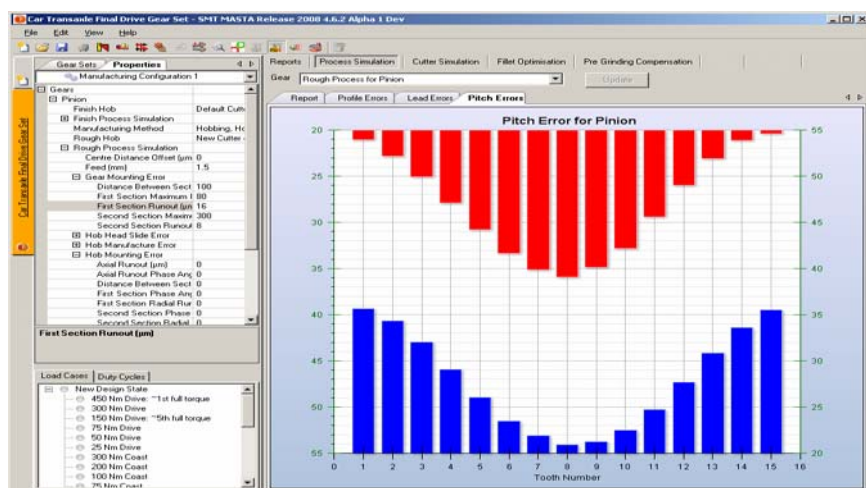 Car Transaxle Final Drive Gear Set - SMT MASTA Release 2008 4.6.2 Alpha 1 Dev
File Edit View Help
Gear Sets Properties
Manufacturing Configuration 1
Gears
Pinion
Finish Hob Default Cutte
Finish Process Simulation
Manufacturing Method Hobbing, Ho
Rough Hob New Cutter -
Rough Process Simulation
Centre Distance Offset (µm 0
Feed (mm) 1.5
Gear Mounting Error
Distance Between Sect 100
First Section Maximum 80
First Section Runout (µm 16
Second Section Maxim 300
Second Section Runout 8
Hob Head Slide Error
Hob Manufacture Error
Hob Mounting Error
Axial Runout (µm) 0
Axial Runout Phase Ang 0
Distance Between Sect 0
First Section Phase Ang 0
First Section Radial Rur 0
Second Section Phase 0
Second Section Radial 0
First Section Runout (µm)
Load Cases Duty Cycles
New Design State
450 Nm Drive: ~1st full torque
300 Nm Drive
150 Nm Drive: ~5th full torque
75 Nm Drive
50 Nm Drive
25 Nm Drive
300 Nm Coast
200 Nm Coast
100 Nm Coast
75 Nm Coast
Car Transaxle Final Drive Gear Set
Reports Process Simulation Cutter Simulation Fillet Optimisation Pre Grinding Compensation
Gear Rough Process for Pinion Update
Report Profile Errors Lead Errors Pitch Errors
Pitch Error for Pinion
20 55
25 50
30 45
35 40
40 35
45 30
50 25
55 20
0 1 2 3 4 5 6 7 8 9 10 11 12 13 14 15 16
Tooth Number